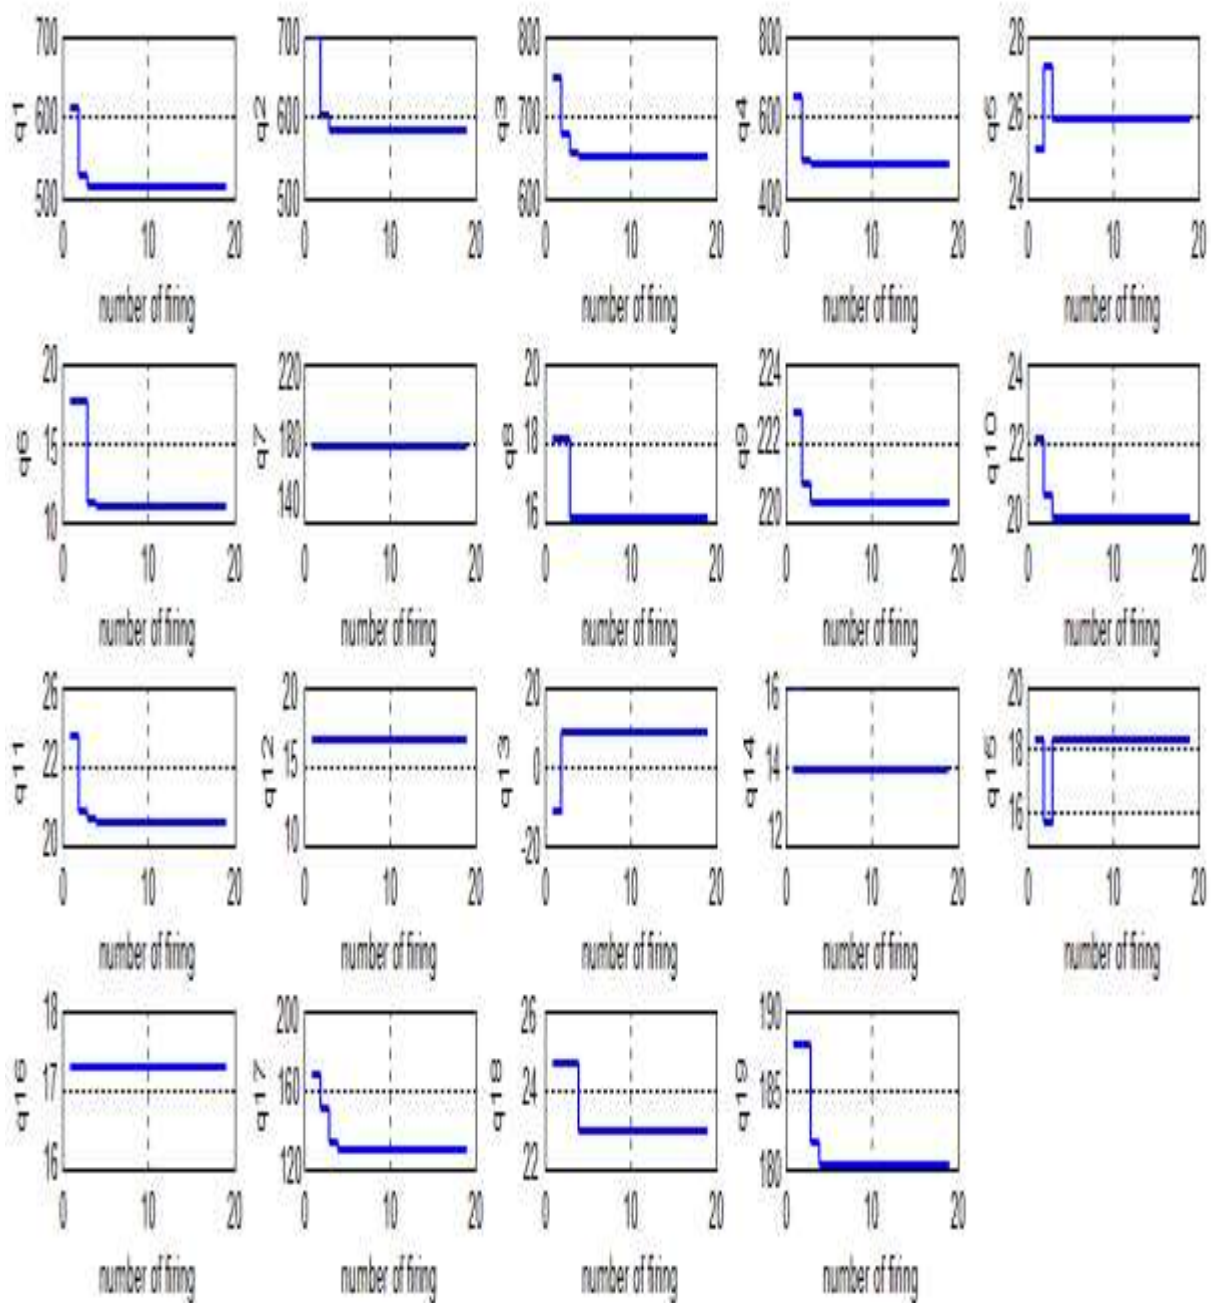 700 700 800 800 28
q1 600 q2 600 q3 700 q4 600 q5 26
500 500 600 400 24
0 10 20 0 10 20 0 10 20 0 10 20 0 10 20
number of firing number of firing number of firing number of firing number of firing
20 220 20 224 24
q6 15 q7 180 q8 18 q9 222 q10 22
10 140 16 220 20
0 10 20 0 10 20 0 10 20 0 10 20 0 10 20
number of firing number of firing number of firing number of firing number of firing
26 20 20 16 20
q11 22 q12 15 q13 0 q14 14 q15 18
20 10 -20 12 16
0 10 20 0 10 20 0 10 20 0 10 20 0 10 20
number of firing number of firing number of firing number of firing number of firing
18 200 26 190
q16 17 q17 160 q18 24 q19 185
16 120 22 180
0 10 20 0 10 20 0 10 20 0 10 20
number of firing number of firing number of firing number of firing